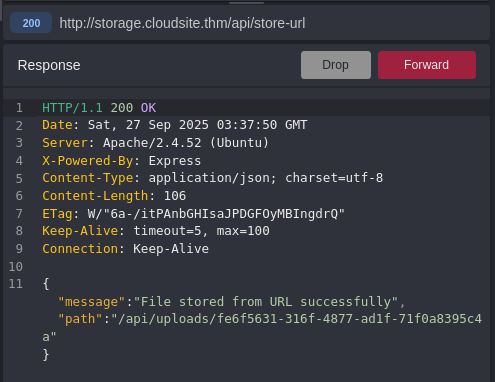 200 http://storage.cloudsite.thm/api/store-url
Response Drop Forward
1 HTTP/1.1 200 OK
2 Date: Sat, 27 Sep 2025 03:37:50 GMT
3 Server: Apache/2.4.52 (Ubuntu)
4 X-Powered-By: Express
5 Content-Type: application/json; charset=utf-8
6 Content-Length: 106
7 ETag: W/"6a-/itPAnbGHIsaJPDGFOyMBIngdrQ"
8 Keep-Alive: timeout=5, max=100
9 Connection: Keep-Alive
10
11 {
"message":"File stored from URL successfully",
"path":"/api/uploads/fe6f5631-316f-4877-ad1f-71f0a8395c4
a"
}